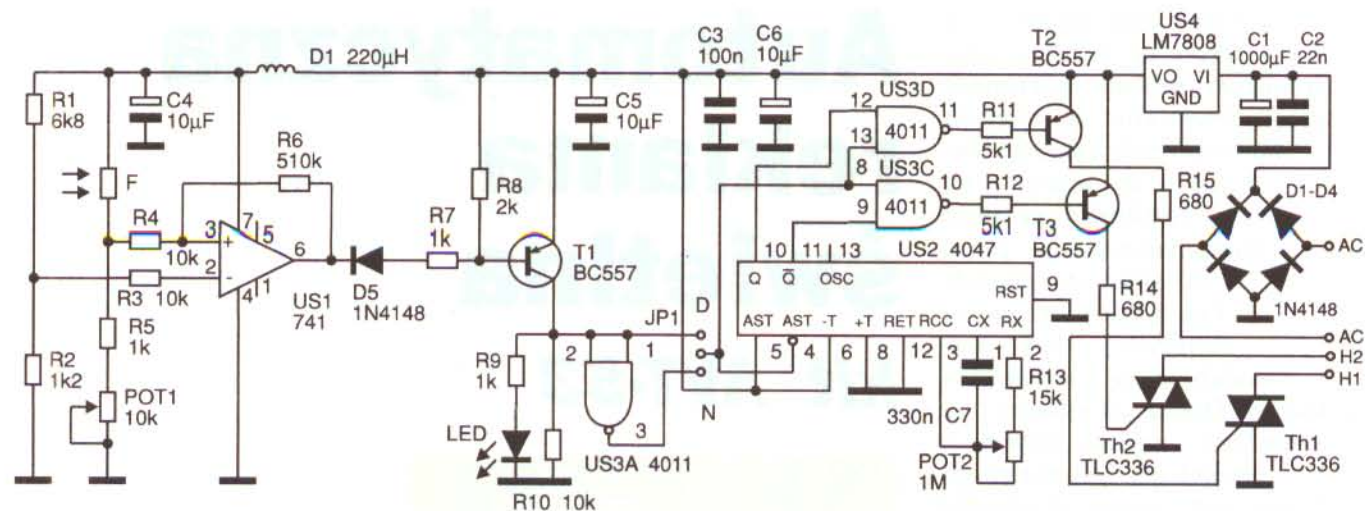 D1 220µH
R1
6k8
C4
10µF
F
R4
10k
R6
510k
3
+
2
-
7
5
6
4
1
US1
741
R3 10k
R5
1k
R2
1k2
POT1
10k
D5
1N4148
R7
1k
R8
2k
C5
10µF
T1
BC557
R9
1k
LED
R10 10k
2
1
3
US3A 4011
JP1
D
N
C3
100n
C6
10µF
US3D
12
13
4011
11
US3C
8
9
4011
10
R11
5k1
R12
5k1
T2
BC557
T3
BC557
US4
LM7808
VO VI
GND
C1
1000µF
C2
22n
R15
680
R14
680
D1-D4
1N4148
AC
AC
H2
H1
10 11 13
US2 4047
Q Q OSC
RST
9
AST AST -T +T RET RCC CX RX
5 4 6 8 12 3 1 2
R13
15k
330n C7
POT2
1M
Th2
TLC336
Th1
TLC336